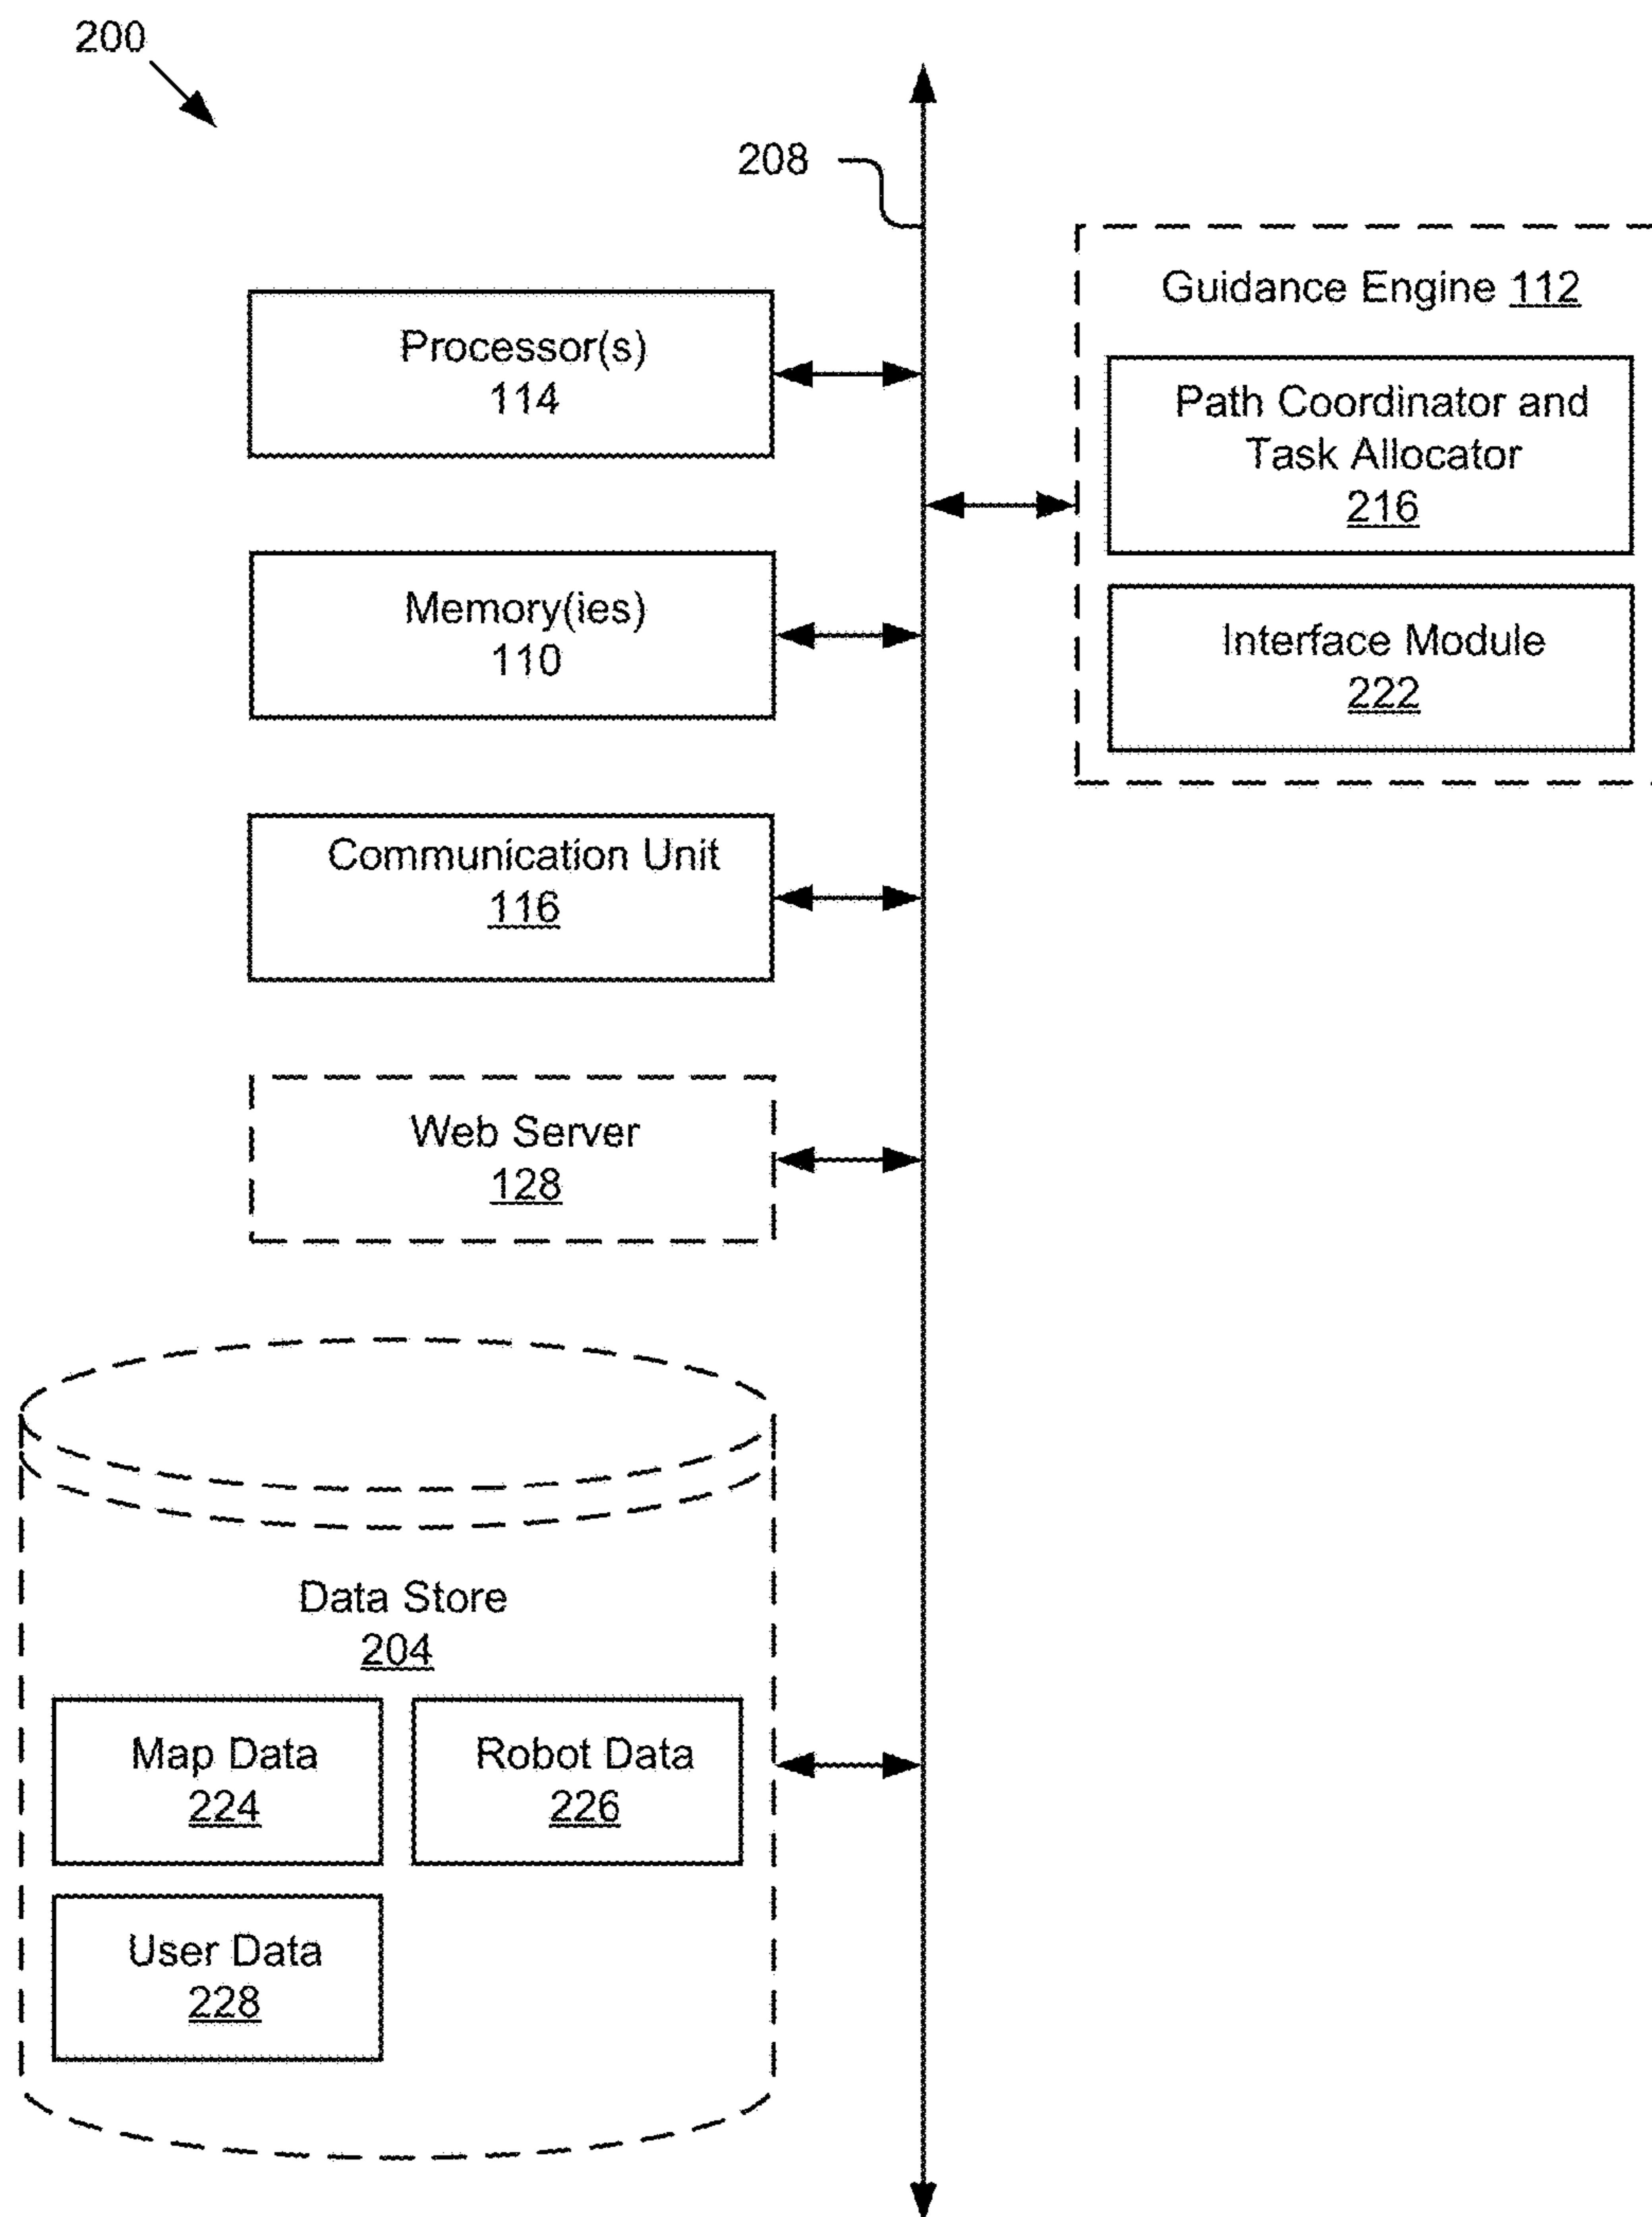 200
208
Guidance Engine 112
Processor(s)
114
Path Coordinator and
Task Allocator
216
Memory(ies)
110
Interface Module
222
Communication Unit
116
Web Server
128
Data Store
204
Map Data
224
Robot Data
226
User Data
228